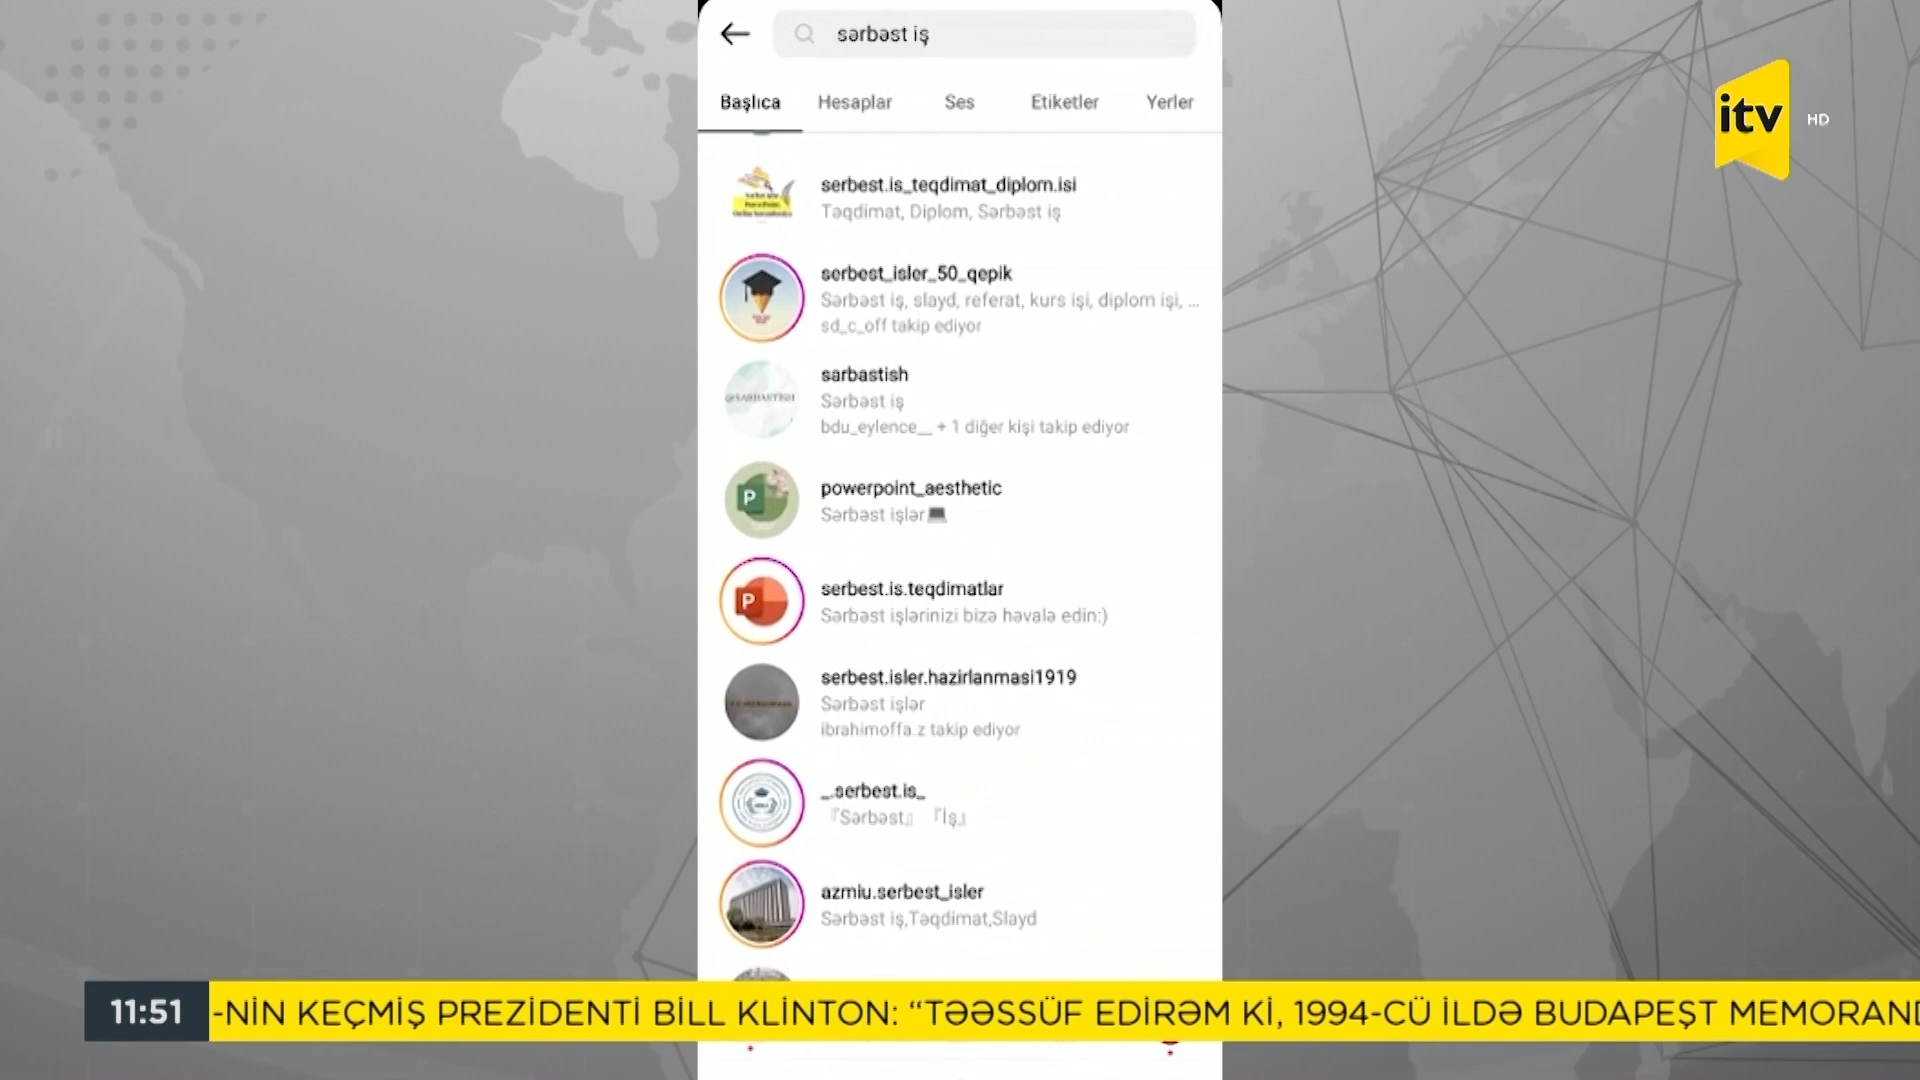 sərbəst iş
Başlıca
Hesaplar
Ses
Etiketler
Yerler
itv
HD
serbest.is_teqdimat_diplom.isi
Təqdimat, Diplom, Sərbəst iş
serbest_isler_50_qepik
Sərbəst iş, slayd, referat, kurs işi, diplom işi, ...
sd_c_off takip ediyor
sarbastish
Sərbəst iş
bdu_eylence__ + 1 diğer kişi takip ediyor
powerpoint_aesthetic
Sərbəst işlər💻
P
serbest.is.teqdimatlar
Sərbəst işlərinizi bizə həvalə edin:)
P
serbest.isler.hazirlanmasi1919
Sərbəst işlər
ibrahimoffa.z takip ediyor
_.serbest.is_
『Sərbəst』 『İş』
azmiu.serbest_isler
Sərbəst iş,Təqdimat,Slayd
11:51
-NİN KEÇMİŞ PREZİDENTİ BİLL KLİNTON: “TƏƏSSÜF EDİRƏM Kİ, 1994-CÜ İLDƏ BUDAPEŞT MEMORAND